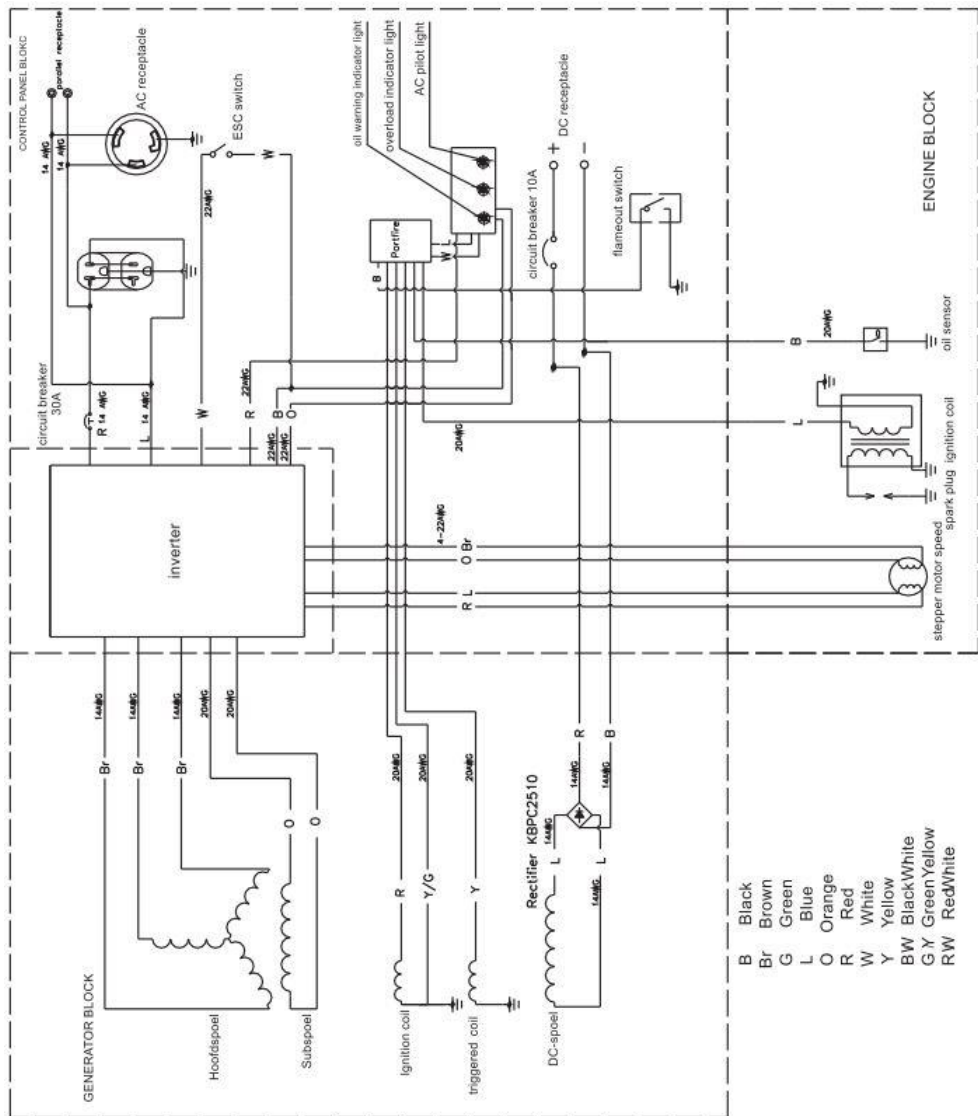 CONTROL PANEL BLOKC
parallel receptacle
14 AWG
14 AWG
AC receptacle
ESC switch
22AWG
W
oil warning indicator light
overload indicator light
AC pilot light
DC receptacle
+
-
circuit breaker 10A
flameout switch
Portfire
B
W
L
circuit breaker
30A
R
14 AWG
L
14 AWG
W
R
22AWG
B
22AWG
O
22AWG
20AWG
inverter
4-22AWG
O Br
R L
ENGINE BLOCK
B
20AWG
oil sensor
L
ignition coil
spark plug
stepper motor speed
GENERATOR BLOCK
Br
14AWG
Br
14AWG
Br
14AWG
20AWG
20AWG
O
O
Hoofdspoel
Subspoel
R
20AWG
Y/G
20AWG
Y
20AWG
Ignition coil
triggered coil
Rectifier KBPC2510
14AWG
L
L
14AWG
R
14AWG
B
14AWG
DC-spoel
B Black
Br Brown
G Green
L Blue
O Orange
R Red
W White
Y Yellow
BW BlackWhite
GY GreenYellow
RW RedWhite